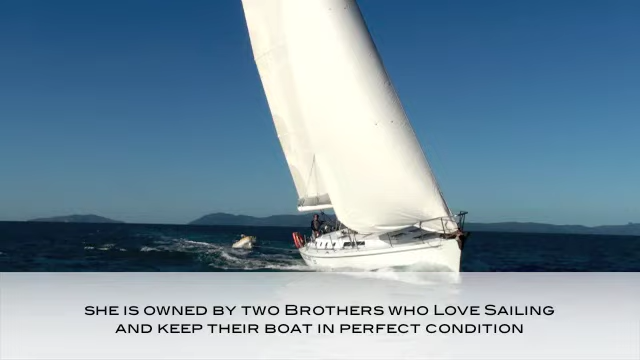 SHE IS OWNED BY TWO BROTHERS WHO LOVE SAILING
AND KEEP THEIR BOAT IN PERFECT CONDITION